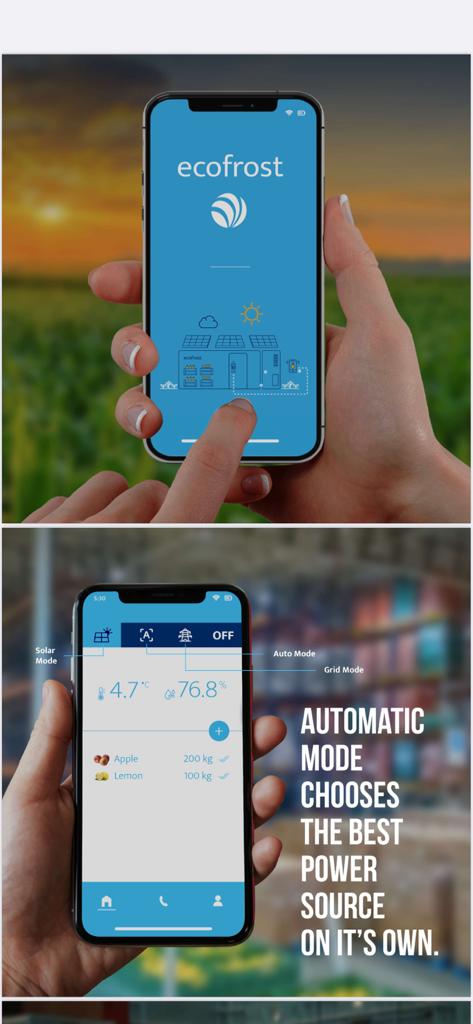 ecofrost
ecofrost
5:30
OFF
Solar
Mode
Auto Mode
Grid Mode
A
4.7 °C
76.8 %
+
Apple 200 kg
Lemon 100 kg
AUTOMATIC
MODE
CHOOSES
THE BEST
POWER
SOURCE
ON IT'S OWN.